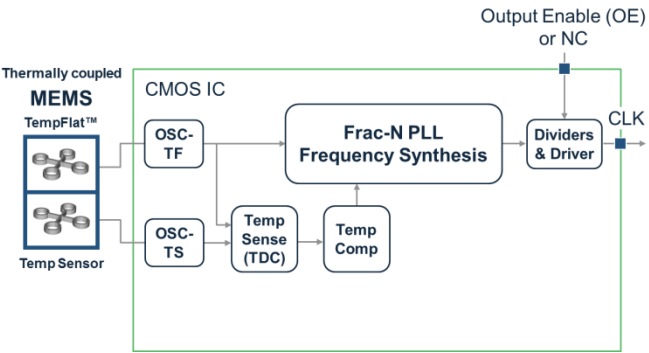 Output Enable (OE)
or NC
Thermally coupled
MEMS
TempFlat™
CMOS IC
CLK
OSC-
TF
Frac-N PLL
Frequency Synthesis
Dividers
& Driver
OSC-
TS
Temp
Sense
(TDC)
Temp
Comp
Temp Sensor